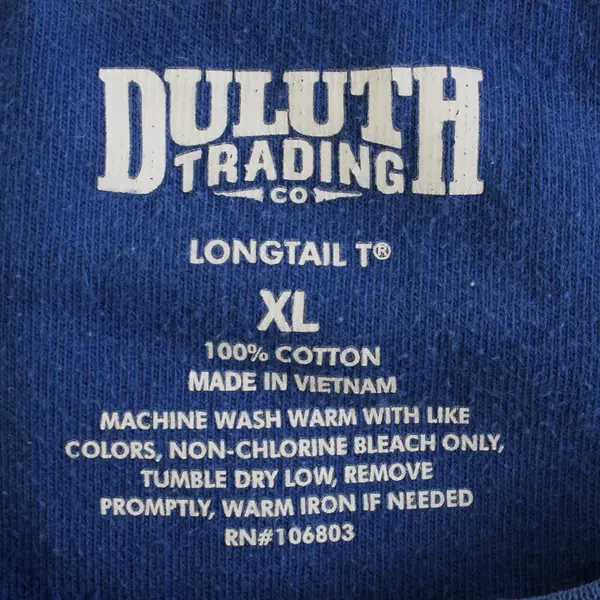 DULUTH
TRADING
CO
LONGTAIL T®
XL
100% COTTON
MADE IN VIETNAM
MACHINE WASH WARM WITH LIKE
COLORS, NON-CHLORINE BLEACH ONLY,
TUMBLE DRY LOW, REMOVE
PROMPTLY, WARM IRON IF NEEDED
RN#106803